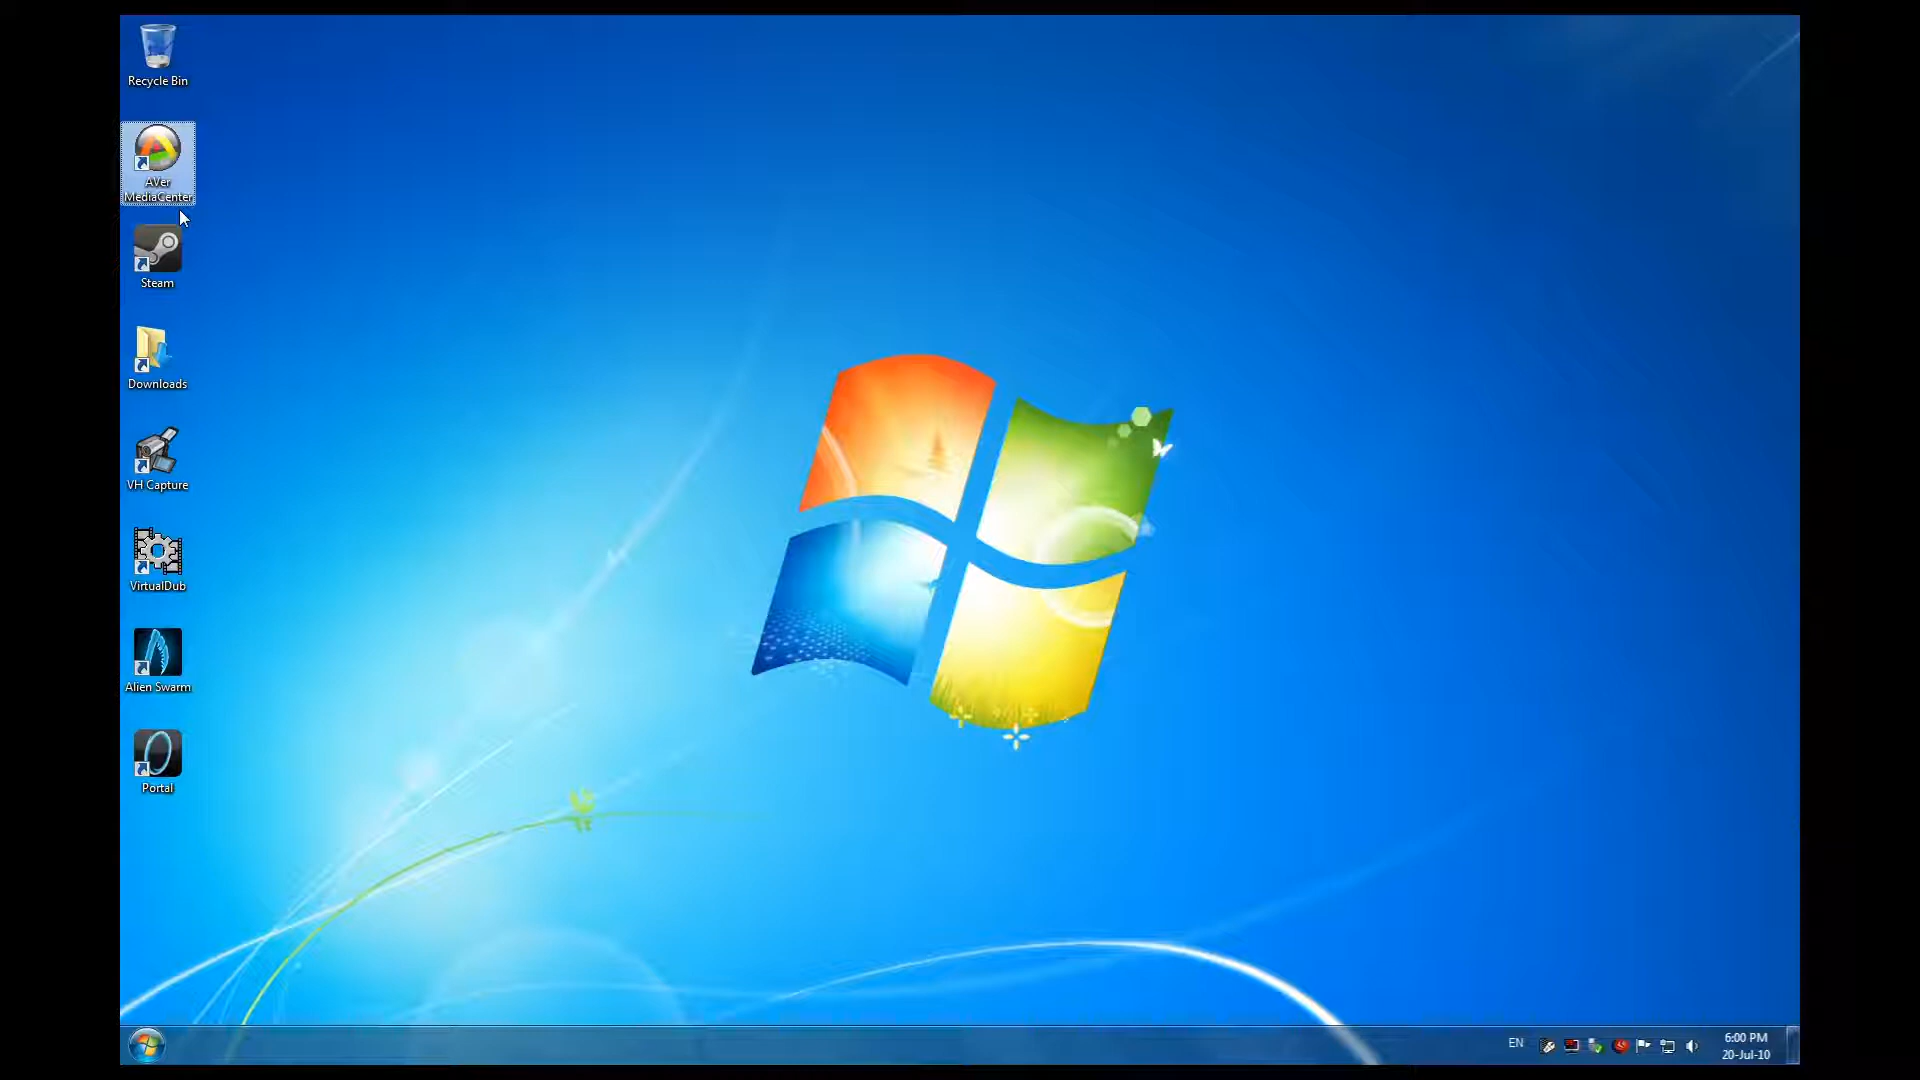 Recycle Bin
AVer
MediaCenter
Steam
Downloads
VH Capture
VirtualDub
Alien Swarm
Portal
EN
6:00 PM
20-Jul-10